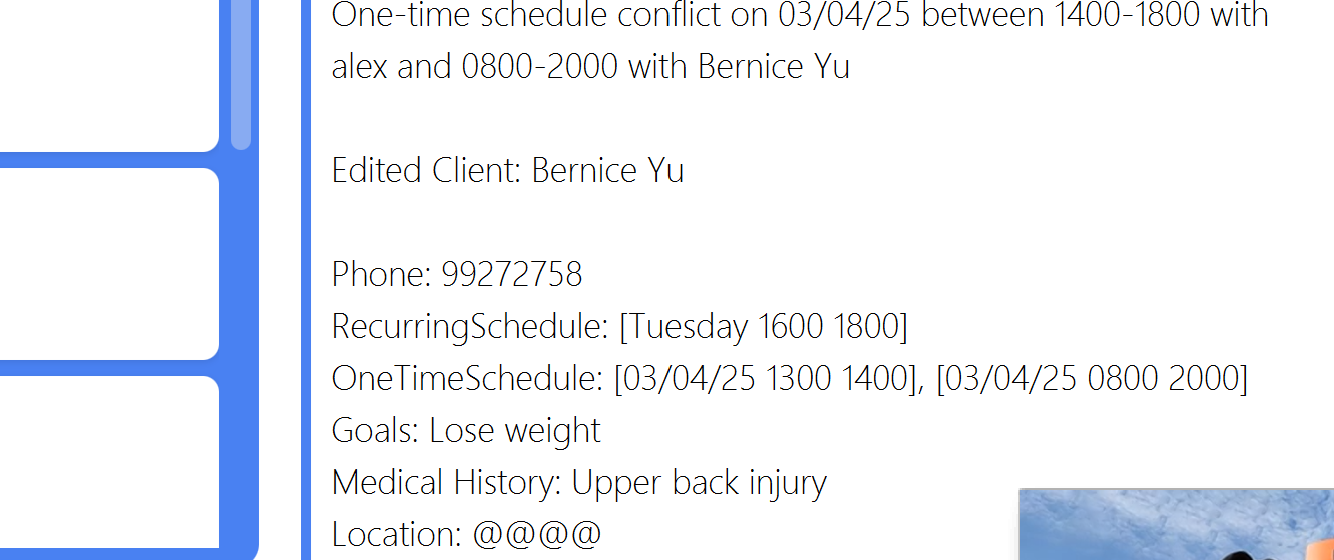 One-time schedule conflict on 03/04/25 between 1400-1800 with
alex and 0800-2000 with Bernice Yu
Edited Client: Bernice Yu
Phone: 99272758
RecurringSchedule: [Tuesday 1600 1800]
OneTimeSchedule: [03/04/25 1300 1400], [03/04/25 0800 2000]
Goals: Lose weight
Medical History: Upper back injury
Location: @@@@